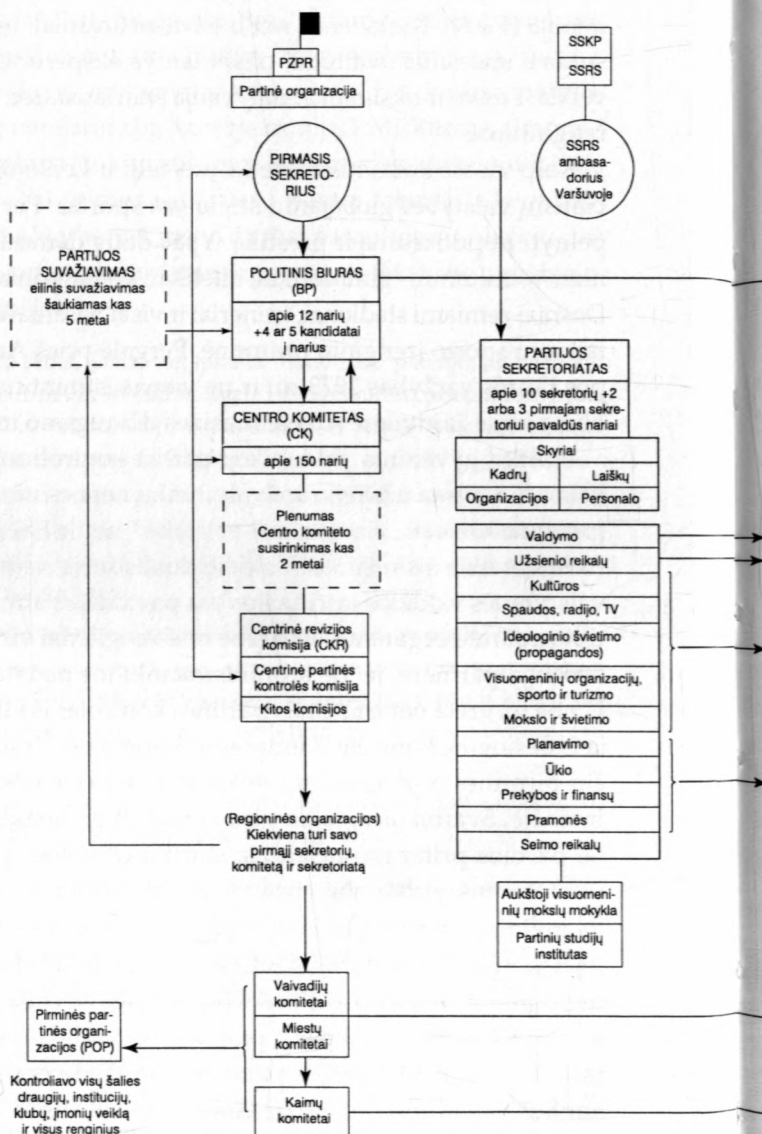 PZPR
Partinė organizacija
SSKP
SSRS
PIRMASIS
SEKRETO-
RIUS
SSRS
ambasa-
dorius
Varšuvoje
PARTIJOS
SUVAŽIAVIMAS
eilinis suvažiavimas
šaukiamas kas
5 metai
POLITINIS BIURAS
(BP)
apie 12 narių
+4 ar 5 kandidatai
į narius
CENTRO KOMITETAS
(CK)
apie 150 narių
Plenumas
Centro komiteto
susirinkimas kas
2 metai
Centrinė revizijos
komisija (CKR)
Centrinė partinės
kontrolės komisija
Kitos komisijos
PARTIJOS
SEKRETORIATAS
apie 10 sekretorių +2
arba 3 pirmajam sekre-
toriui pavaldūs nariai
Skyriai
Kadrų
Laiškų
Organizacijos
Personalo
Valdymo
Užsienio reikalų
Kultūros
Spaudos, radijo, TV
Ideologinio švietimo
(propagandos)
Visuomeninių organizacijų,
sporto ir turizmo
Mokslo ir švietimo
Planavimo
Ūkio
Prekybos ir finansų
Pramonės
Seimo reikalų
Aukštoji visuomeni-
nių mokslų mokykla
Partinių studijų
institutas
(Regioninės organizacijos)
Kiekviena turi savo
pirmąjį sekretorių,
komitetą ir sekretoriatą
Vaivadijų
komitetai
Miestų
komitetai
Kaimų
komitetai
Pirminės par-
tinės organi-
zacijos (POP)
Kontroliavo visų šalies
draugijų, institucijų,
klubų, įmonių veiklą
ir visus renginius